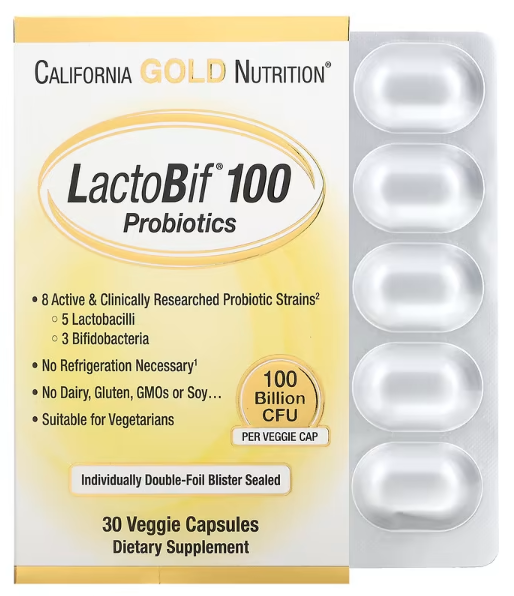 CALIFORNIA GOLD NUTRITION®
LactoBif® 100
Probiotics
• 8 Active & Clinically Researched Probiotic Strains²
○ 5 Lactobacilli
○ 3 Bifidobacteria
• No Refrigeration Necessary¹
• No Dairy, Gluten, GMOs or Soy...
• Suitable for Vegetarians
100
Billion
CFU
PER VEGGIE CAP
Individually Double-Foil Blister Sealed
30 Veggie Capsules
Dietary Supplement